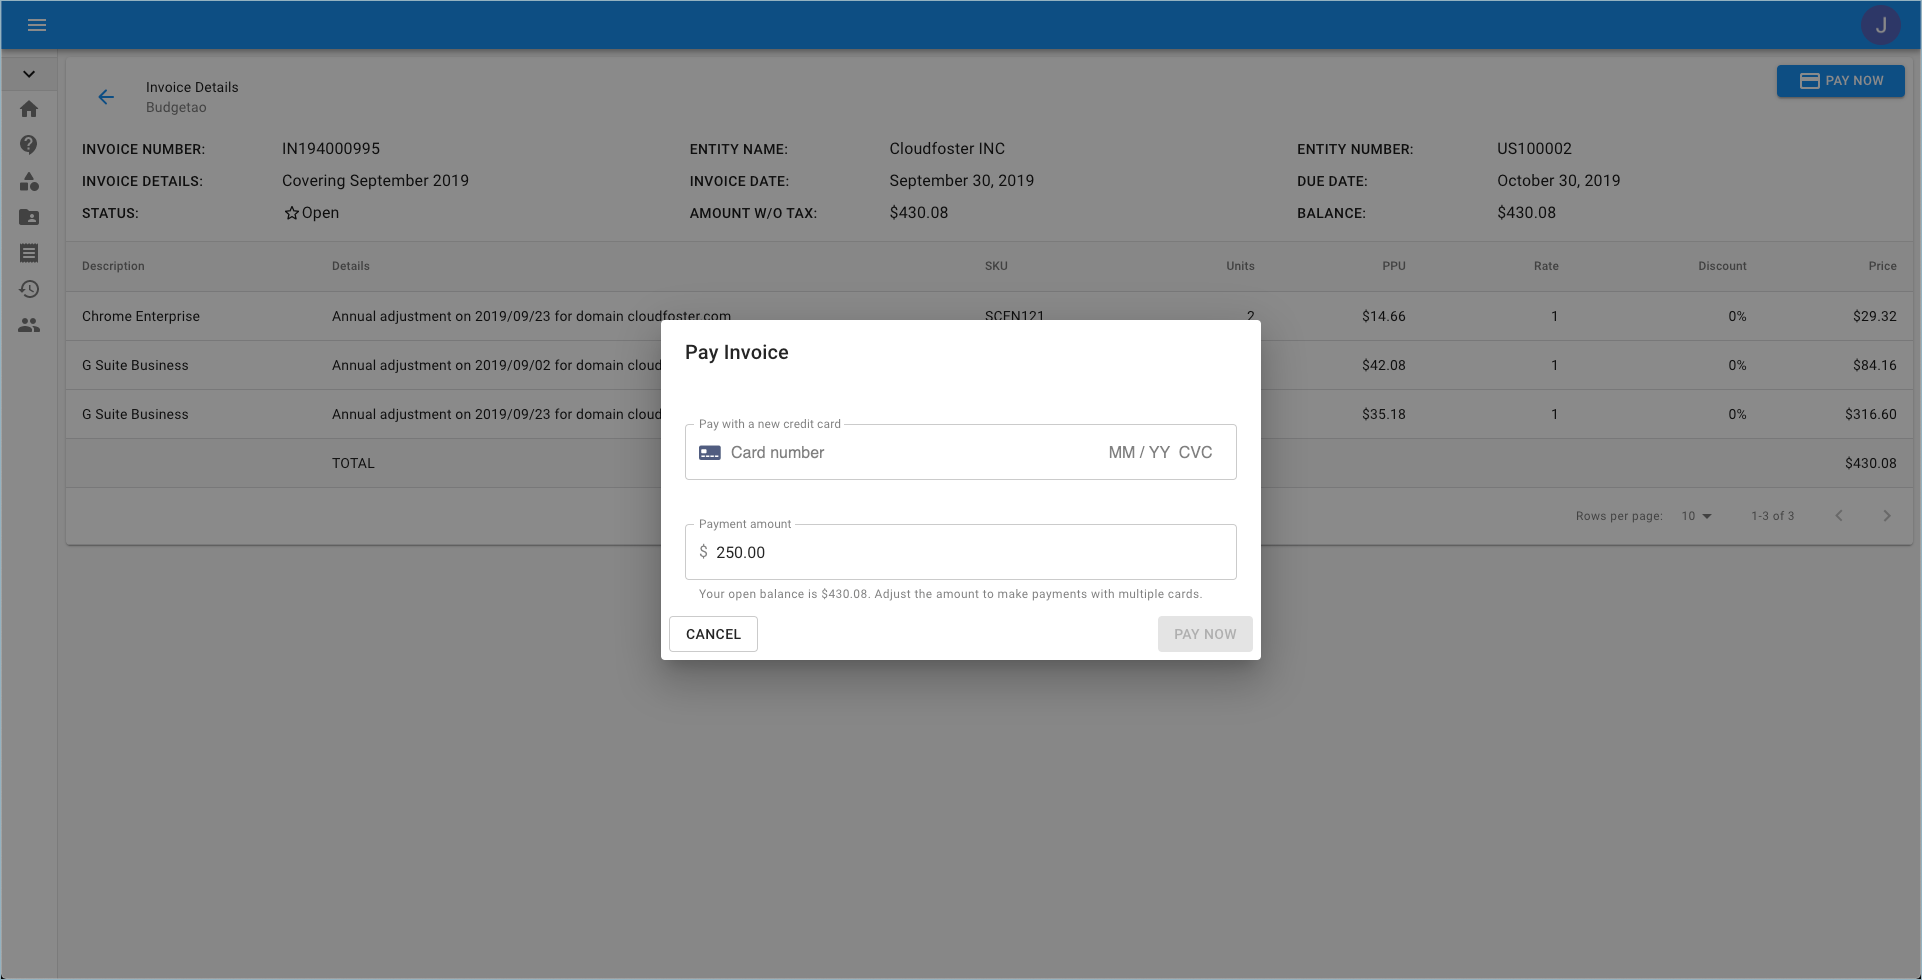 J
Invoice Details
Budgetao
PAY NOW
INVOICE NUMBER: IN194000995 ENTITY NAME: Cloudfoster INC ENTITY NUMBER: US100002
INVOICE DETAILS: Covering September 2019 INVOICE DATE: September 30, 2019 DUE DATE: October 30, 2019
STATUS: Open AMOUNT W/O TAX: $430.08 BALANCE: $430.08
Description Details SKU Units PPU Rate Discount Price
Chrome Enterprise Annual adjustment on 2019/09/23 for domain cloudfoster.com SCEN121 2 $14.66 1 0% $29.32
G Suite Business Annual adjustment on 2019/09/02 for domain cloud $42.08 1 0% $84.16
G Suite Business Annual adjustment on 2019/09/23 for domain cloud $35.18 1 0% $316.60
TOTAL $430.08
Rows per page: 10 1-3 of 3
Pay Invoice
Pay with a new credit card
Card number MM / YY CVC
Payment amount
$ 250.00
Your open balance is $430.08. Adjust the amount to make payments with multiple cards.
CANCEL PAY NOW